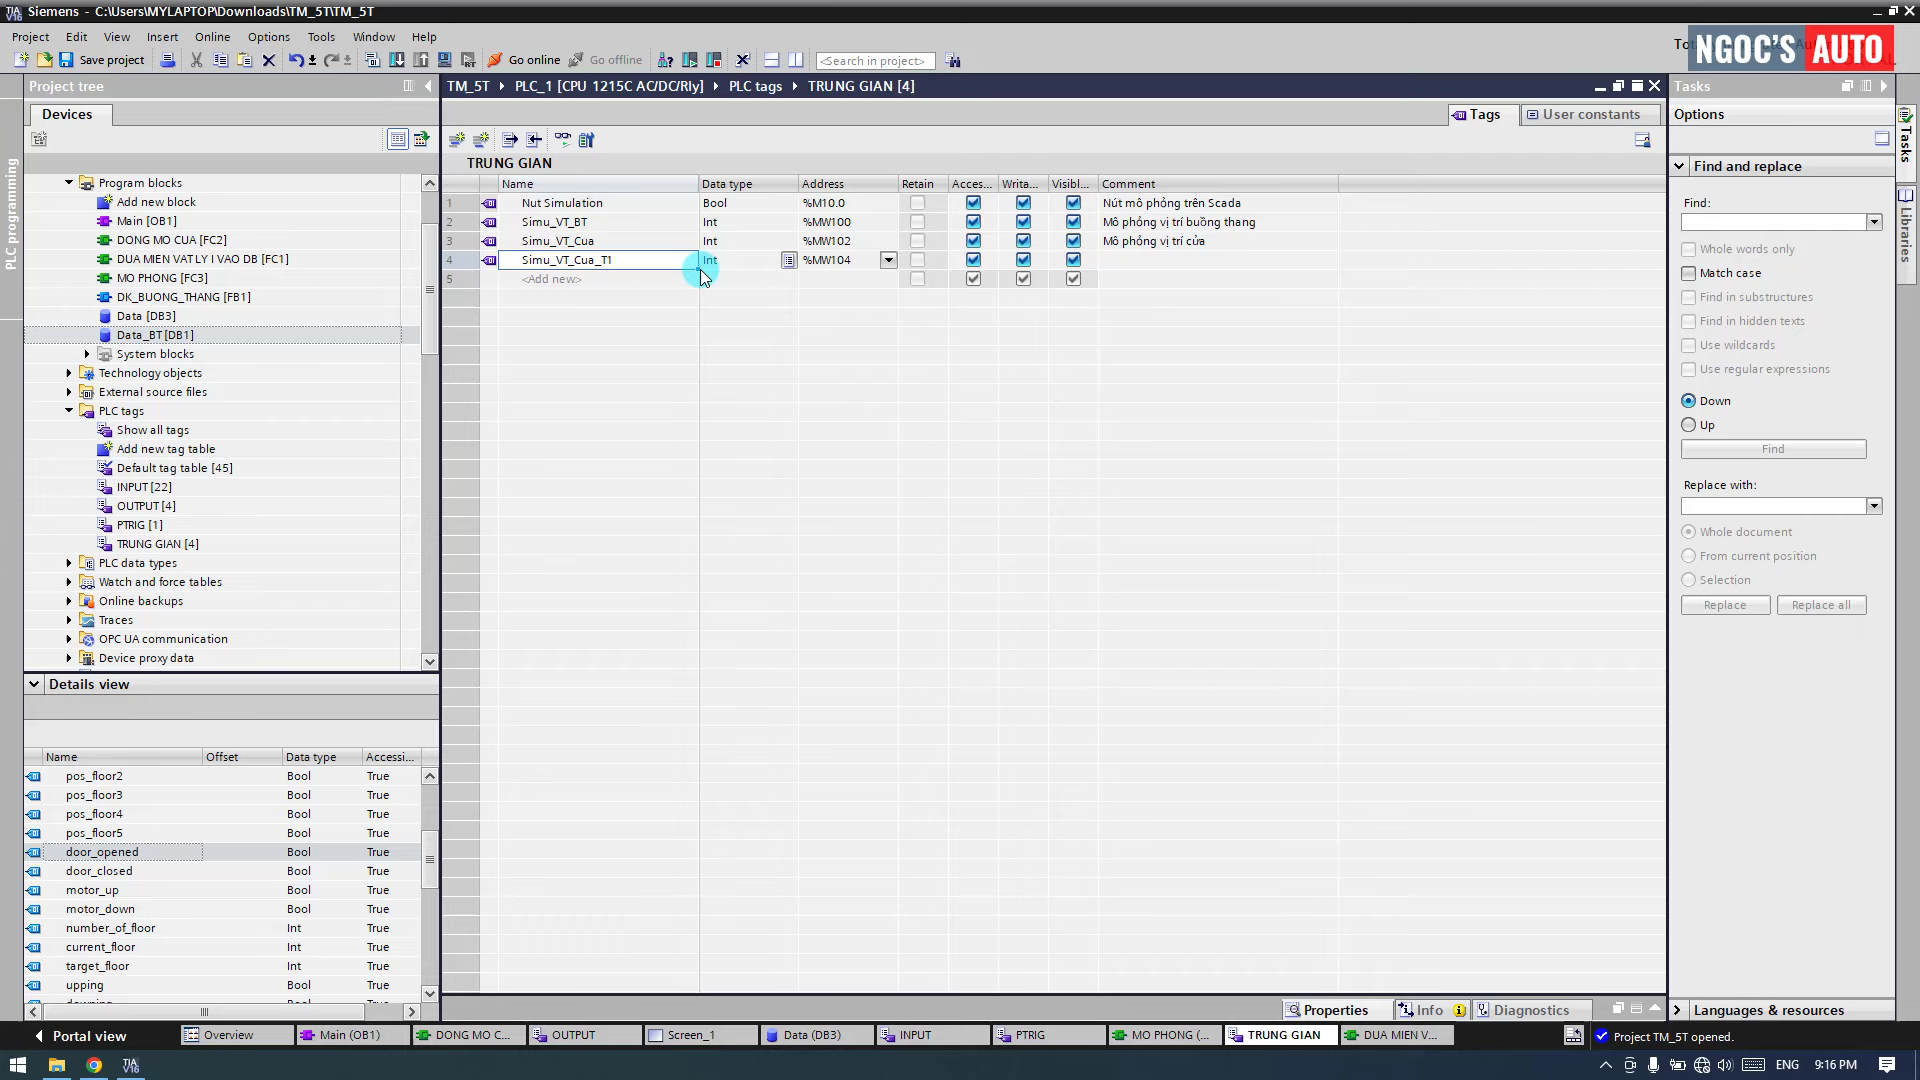 Siemens - C:\Users\MYLAPTOP\Downloads\TM_5T\TM_5T
Project Edit View Insert Online Options Tools Window Help
NGOC'S AUTO
Save project
Go online
Go offline
<Search in project>
Project tree
TM_5T PLC_1 [CPU 1215C AC/DC/Rly] PLC tags TRUNG GIAN [4]
Tasks
Devices
Tags
User constants
Options
TRUNG GIAN
Find and replace
Name Data type Address Retain Acces... Writa... Visibl... Comment
1 Nut Simulation Bool %M10.0 Nút mô phỏng trên Scada
2 Simu_VT_BT Int %MW100 Mô phỏng vị trí buồng thang
3 Simu_VT_Cua Int %MW102 Mô phỏng vị trí cửa
4 Simu_VT_Cua_T1 Int %MW104
5 <Add new>
PLC programming
Program blocks
Add new block
Main [OB1]
DONG MO CUA [FC2]
DUA MIEN VAT LY I VAO DB [FC1]
MO PHONG [FC3]
DK_BUONG_THANG [FB1]
Data [DB3]
Data_BT [DB1]
System blocks
Technology objects
External source files
PLC tags
Show all tags
Add new tag table
Default tag table [45]
INPUT [22]
OUTPUT [4]
PTRIG [1]
TRUNG GIAN [4]
PLC data types
Watch and force tables
Online backups
Traces
OPC UA communication
Device proxy data
Details view
Name Offset Data type Accessi...
pos_floor2 Bool True
pos_floor3 Bool True
pos_floor4 Bool True
pos_floor5 Bool True
door_opened Bool True
door_closed Bool True
motor_up Bool True
motor_down Bool True
number_of_floor Int True
current_floor Int True
target_floor Int True
upping Bool True
Find:
Whole words only
Match case
Find in substructures
Find in hidden texts
Use wildcards
Use regular expressions
Down
Up
Find
Replace with:
Whole document
From current position
Selection
Replace
Replace all
Tasks
Libraries
Properties
Info
Diagnostics
Languages & resources
Portal view
Overview
Main (OB1)
DONG MO C...
OUTPUT
Screen_1
Data (DB3)
INPUT
PTRIG
MO PHONG (...
TRUNG GIAN
DUA MIEN V...
Project TM_5T opened.
ENG
9:16 PM